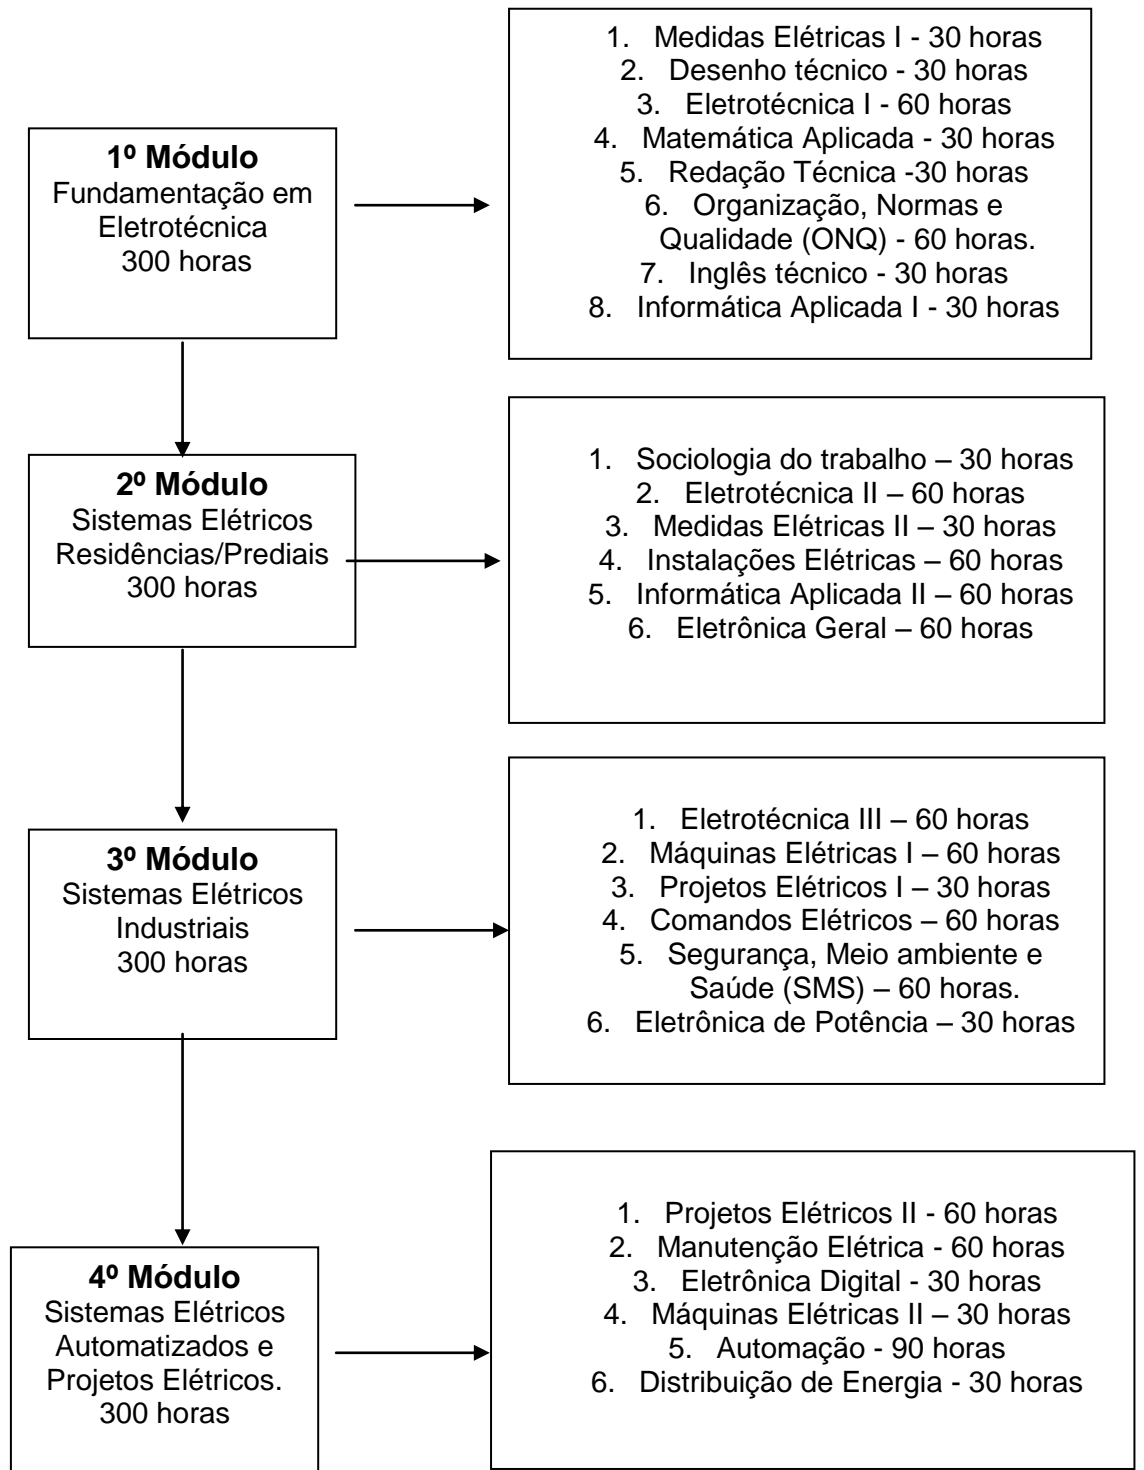 1º Módulo
Fundamentação em
Eletrotécnica
300 horas
1. Medidas Elétricas I - 30 horas
2. Desenho técnico - 30 horas
3. Eletrotécnica I - 60 horas
4. Matemática Aplicada - 30 horas
5. Redação Técnica -30 horas
6. Organização, Normas e
Qualidade (ONQ) - 60 horas.
7. Inglês técnico - 30 horas
8. Informática Aplicada I - 30 horas
2º Módulo
Sistemas Elétricos
Residências/Prediais
300 horas
1. Sociologia do trabalho – 30 horas
2. Eletrotécnica II – 60 horas
3. Medidas Elétricas II – 30 horas
4. Instalações Elétricas – 60 horas
5. Informática Aplicada II – 60 horas
6. Eletrônica Geral – 60 horas
3º Módulo
Sistemas Elétricos
Industriais
300 horas
1. Eletrotécnica III – 60 horas
2. Máquinas Elétricas I – 60 horas
3. Projetos Elétricos I – 30 horas
4. Comandos Elétricos – 60 horas
5. Segurança, Meio ambiente e
Saúde (SMS) – 60 horas.
6. Eletrônica de Potência – 30 horas
4º Módulo
Sistemas Elétricos
Automatizados e
Projetos Elétricos.
300 horas
1. Projetos Elétricos II - 60 horas
2. Manutenção Elétrica - 60 horas
3. Eletrônica Digital - 30 horas
4. Máquinas Elétricas II – 30 horas
5. Automação - 90 horas
6. Distribuição de Energia - 30 horas